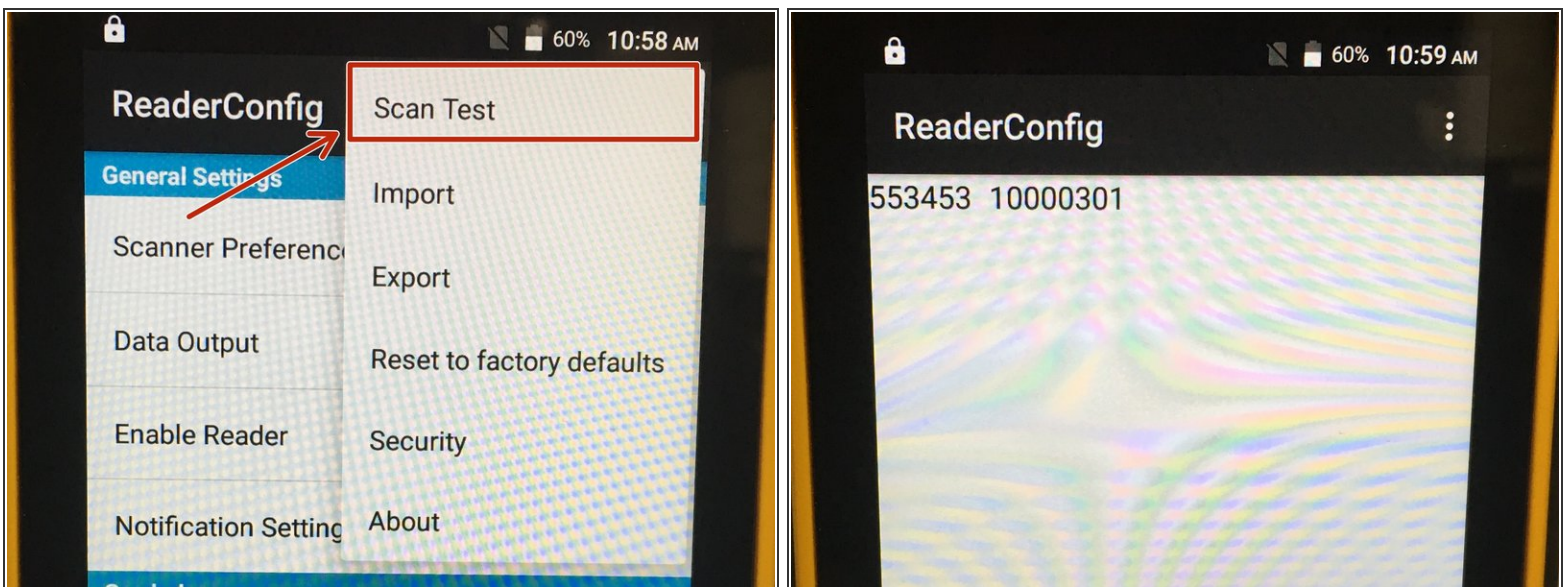 60% 10:58 AM
ReaderConfig
Scan Test
Import
Export
Reset to factory defaults
Security
About
General Settings
Scanner Preferenc
Data Output
Enable Reader
Notification Setting
60% 10:59 AM
ReaderConfig
553453 10000301